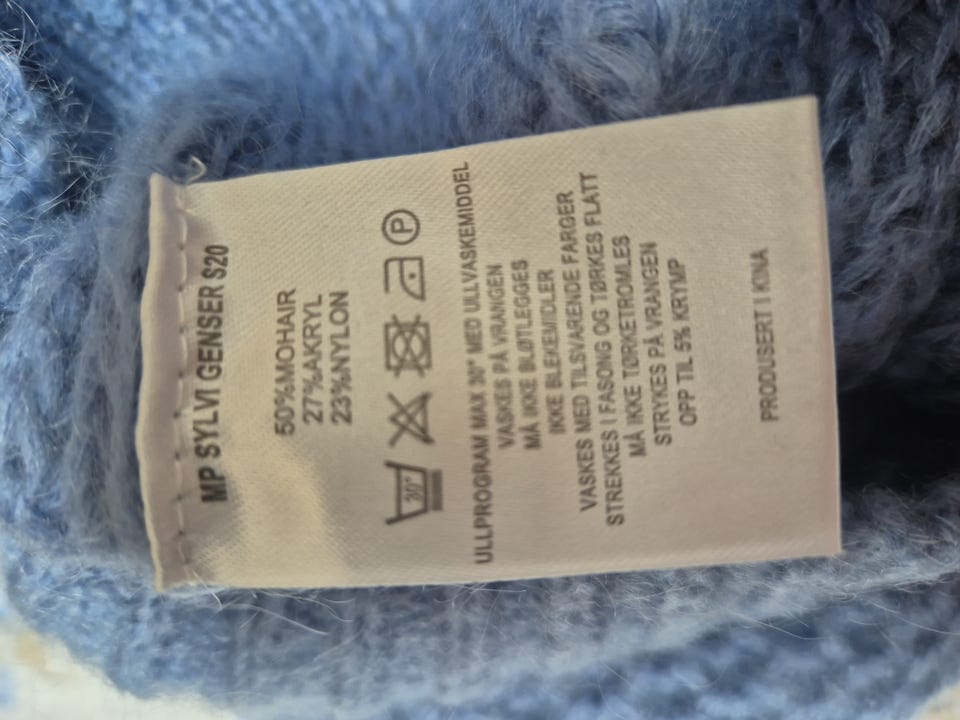 MP SYLVI GENSER S20
50%MOHAIR
27%AKRYL
23%NYLON
30°
P
ULLPROGRAM MAX 30° MED ULLVASKEMIDDEL
VASKES PÅ VRANGEN
MÅ IKKE BLØTLEGGES
IKKE BLEKEMIDLER
VASKES MED TILSVARENDE FARGER
STREKKES I FASONG OG TØRKES FLATT
MÅ IKKE TØRKETROMLES
STRYKES PÅ VRANGEN
OPP TIL 5% KRYMP
PRODUSERT I KINA